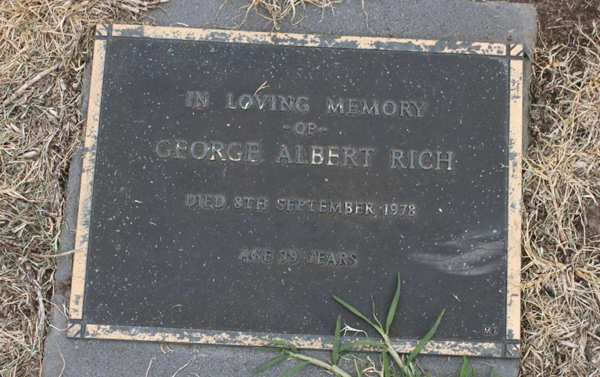 IN LOVING MEMORY
-OF-
GEORGE ALBERT RICH
DIED 8TH SEPTEMBER, 1978
AGE 79 YEARS